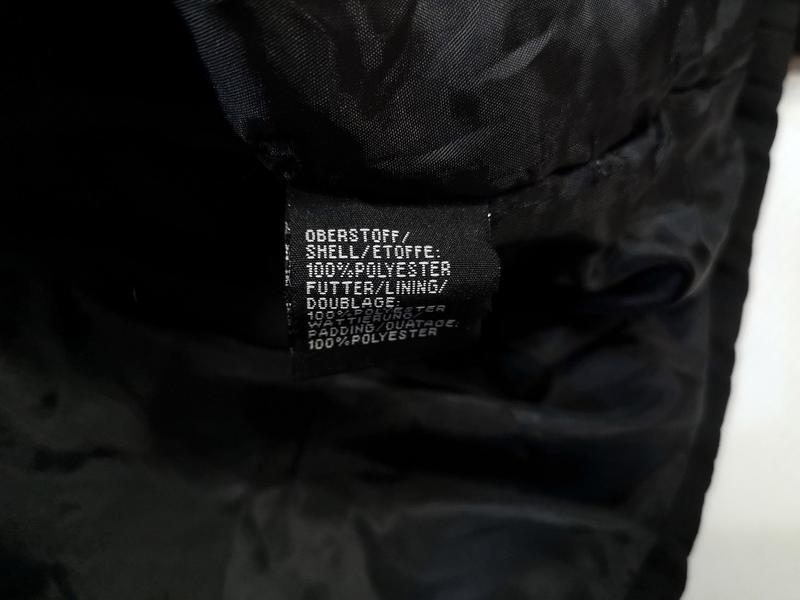 OBERSTOFF/
SHELL/ETOFFE:
100%POLYESTER
FUTTER/LINING/
DOUBLAGE:
100%POLYESTER
WATTIERUNG/
PADDING/OUATAGE:
100%POLYESTER